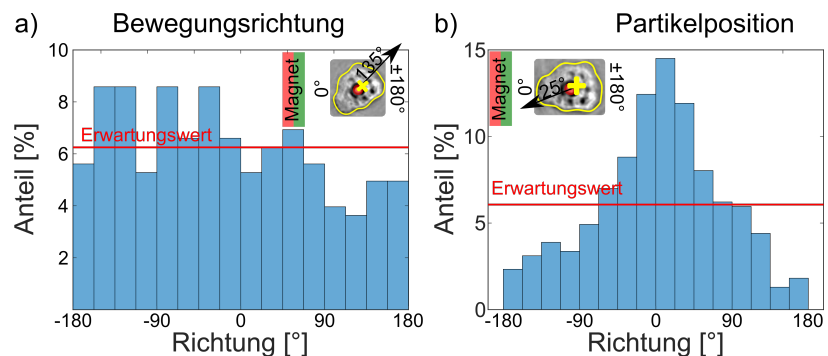 a) Bewegungsrichtung
10
8
6
4
2
Anteil [%]
Erwartungswert
Magnet
0°
135°
±180°
-180 -90 0 90 180
Richtung [°]
b) Partikelposition
15
10
5
0
Anteil [%]
Erwartungswert
Magnet
0°
25°
±180°
-180 -90 0 90 180
Richtung [°]